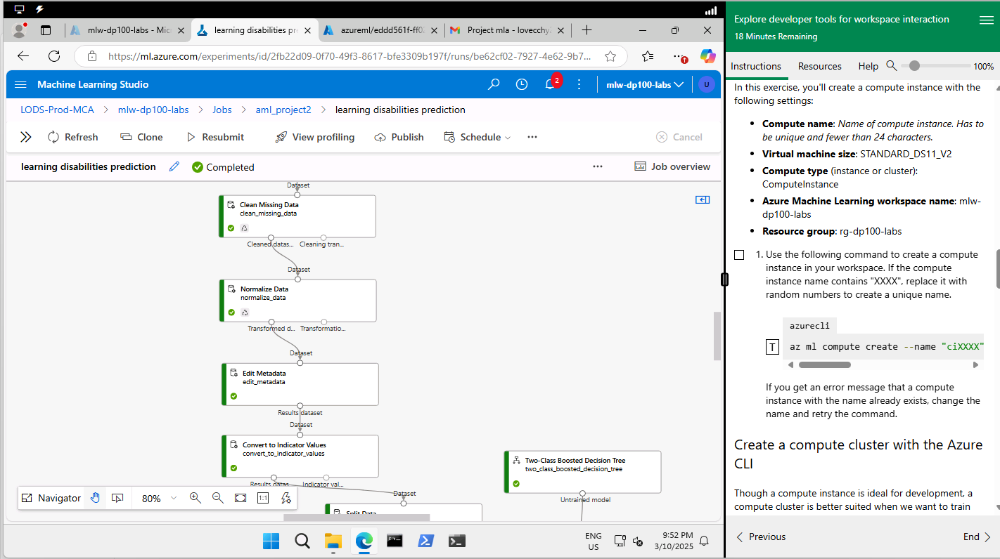 mlw-dp100-labs - Mic
learning disabilities pre
azureml/eddd561f-ff0
Project mla - lovecchy
https://ml.azure.com/experiments/id/2fb22d09-0f70-49f3-8617-bfe3309b197f/runs/be62cf02-7927-4e62-9b7...
Machine Learning Studio
2
mlw-dp100-labs
U
LODS-Prod-MCA > mlw-dp100-labs > Jobs > aml_project2 > learning disabilities prediction
Refresh
Clone
Resubmit
View profiling
Publish
Schedule
...
Cancel
learning disabilities prediction
Completed
...
Job overview
Dataset
Clean Missing Data
clean_missing_data
Cleaned datas...
Cleaning tran...
Dataset
Normalize Data
normalize_data
Transformed d...
Transformatio...
Dataset
Edit Metadata
edit_metadata
Results dataset
Dataset
Convert to Indicator Values
convert_to_indicator_values
Results datas
Indicator val...
Dataset
Split Data
Two-Class Boosted Decision Tree
two_class_boosted_decision_tree
Untrained model
Navigator
80%
1:1
ENG
US
9:52 PM
3/10/2025
Explore developer tools for workspace interaction
18 Minutes Remaining
Instructions
Resources
Help
100%
In this exercise, you'll create a compute instance with the
following settings:
• Compute name: Name of compute instance. Has to
be unique and fewer than 24 characters.
• Virtual machine size: STANDARD_DS11_V2
• Compute type (instance or cluster):
ComputeInstance
• Azure Machine Learning workspace name: mlw-
dp100-labs
• Resource group: rg-dp100-labs
1. Use the following command to create a compute
instance in your workspace. If the compute
instance name contains "XXXX", replace it with
random numbers to create a unique name.
azurecli
T
az ml compute create --name "ciXXXX"
If you get an error message that a compute
instance with the name already exists, change the
name and retry the command.
Create a compute cluster with the Azure
CLI
Though a compute instance is ideal for development, a
compute cluster is better suited when we want to train
Previous
End